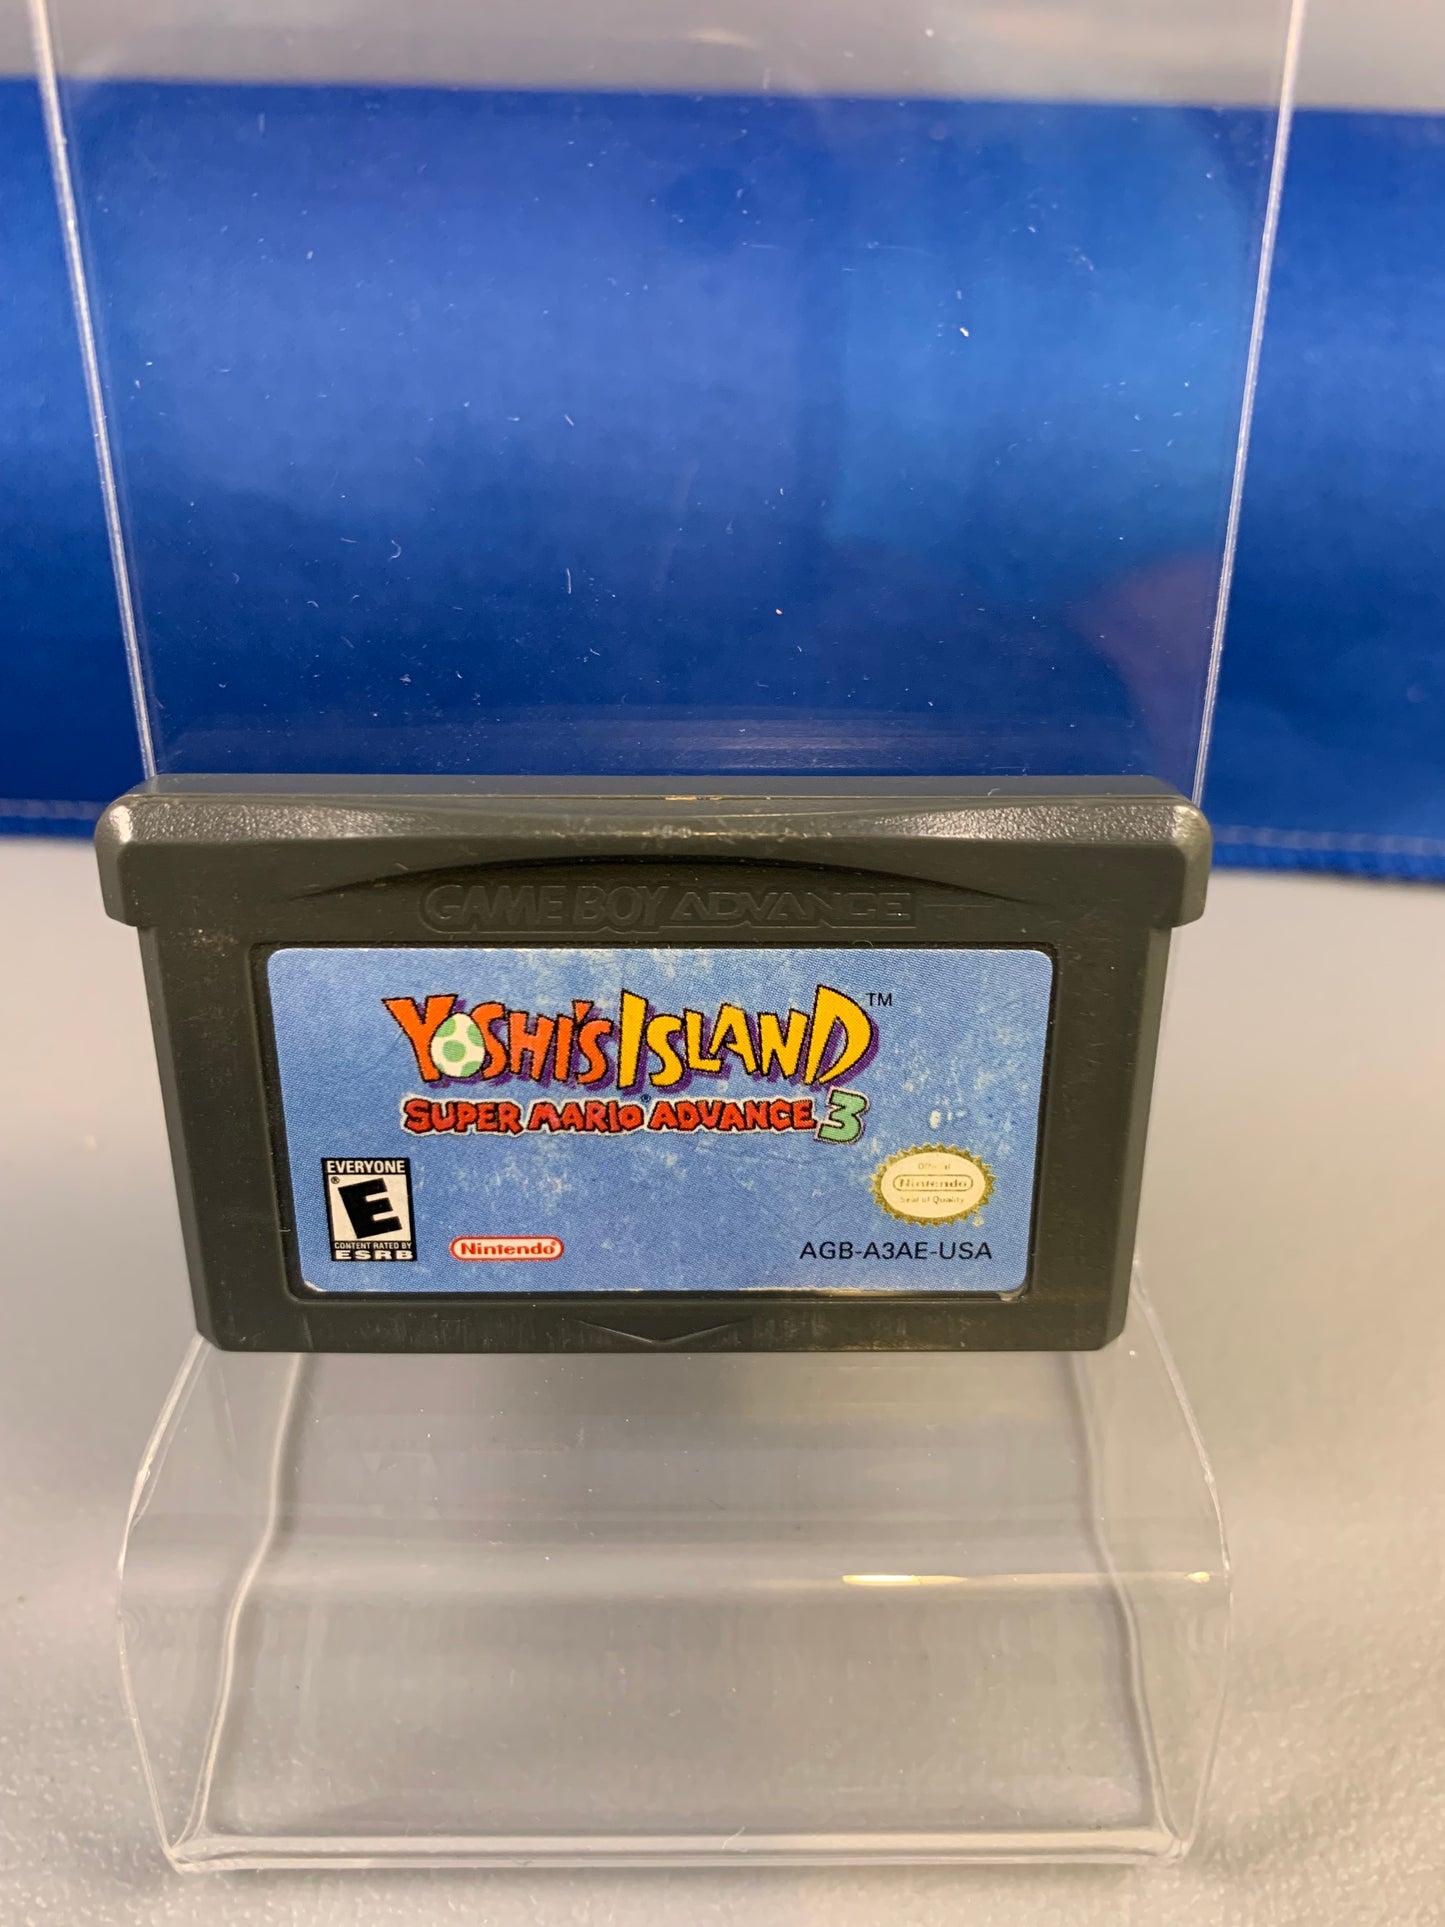 GAME BOY ADVANCE
YOSHI'S ISLAND™
SUPER MARIO® ADVANCE 3
EVERYONE
E®
CONTENT RATED BY
ESRB
Nintendo®
Official
Nintendo
Seal of Quality
®
AGB-A3AE-USA